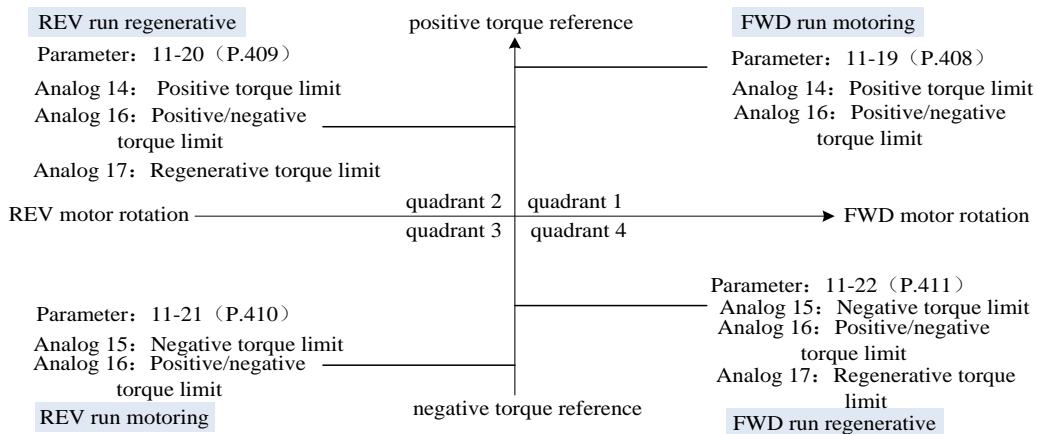 REV run regenerative
positive torque reference
FWD run motoring
Parameter：11-20（P.409）
Analog 14： Positive torque limit
Analog 16：Positive/negative
torque limit
Analog 17：Regenerative torque limit
Parameter：11-19（P.408）
Analog 14：Positive torque limit
Analog 16：Positive/negative
torque limit
quadrant 2
quadrant 1
REV motor rotation
FWD motor rotation
quadrant 3
quadrant 4
Parameter：11-21（P.410）
Analog 15：Negative torque limit
Analog 16：Positive/negative
torque limit
REV run motoring
negative torque reference
Parameter：11-22（P.411）
Analog 15：Negative torque limit
Analog 16：Positive/negative
torque limit
Analog 17：Regenerative torque
limit
FWD run regenerative